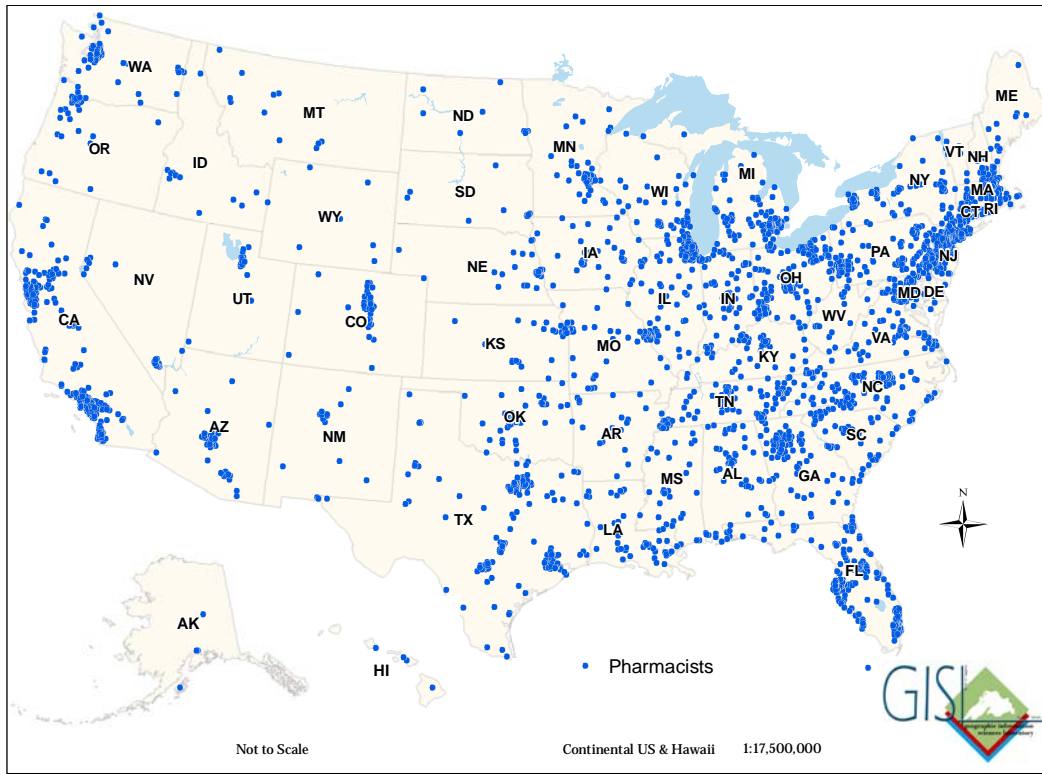 WA
ME
MT
ND
VT
NH
OR
MN
ID
NY
MI
MA
WI
SD
CT
RI
WY
PA
NJ
NE
IA
OH
NV
IL
IN
MD
DE
UT
WV
CA
CO
VA
KS
MO
KY
NC
TN
OK
AZ
NM
AR
SC
MS
AL
GA
N
TX
LA
FL
AK
HI
Pharmacists
GIS
sciences laboratory
Not to Scale
Continental US & Hawaii 1:17,500,000